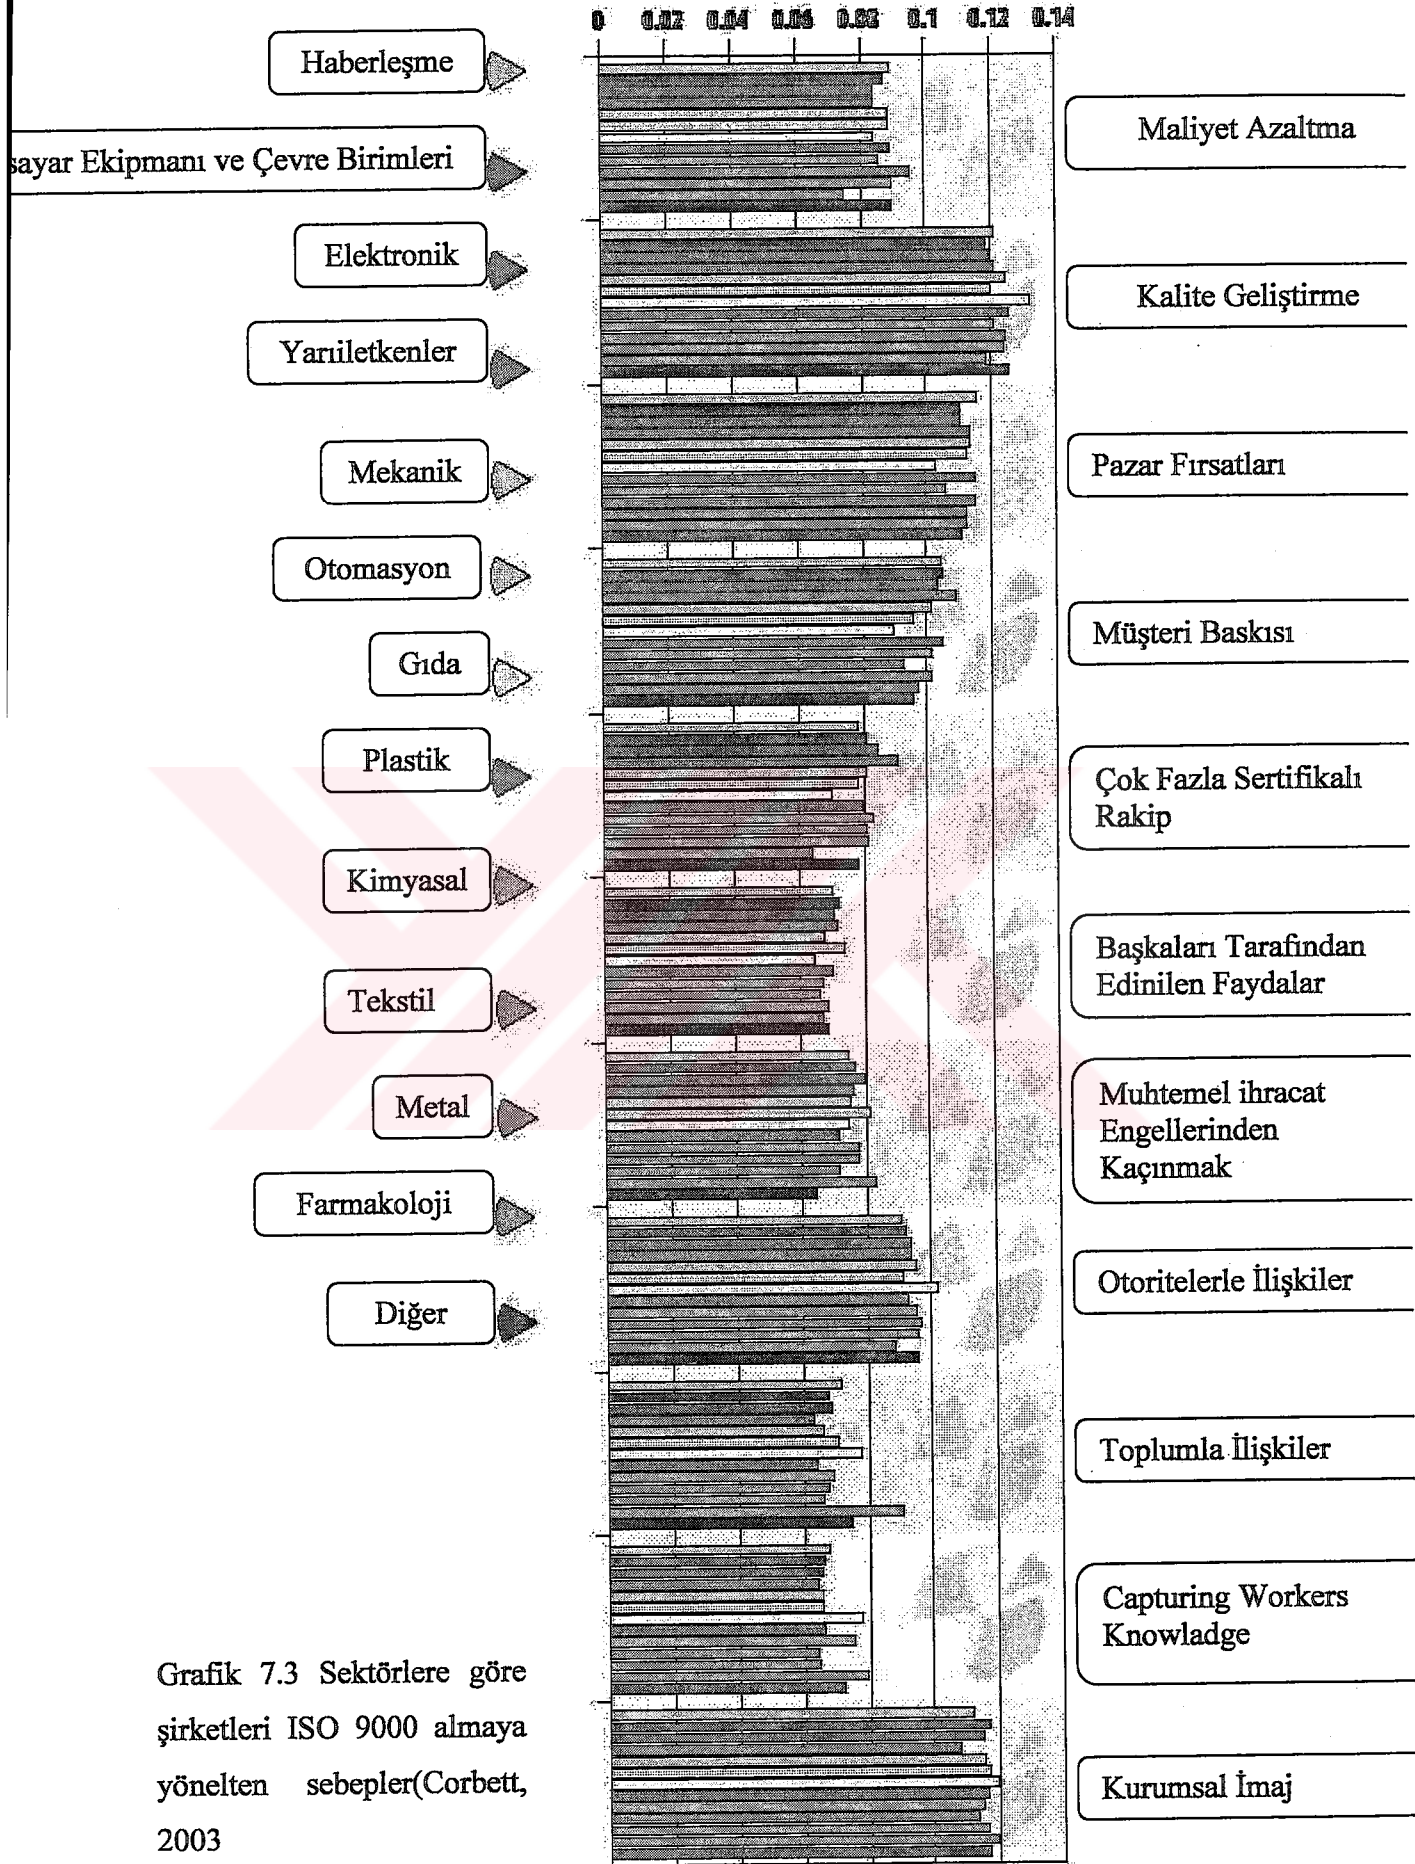 0 0.02 0.04 0.06 0.08 0.1 0.12 0.14
Haberleşme
sayar Ekipmanı ve Çevre Birimleri
Elektronik
Yarıiletkenler
Mekanik
Otomasyon
Gıda
Plastik
Kimyasal
Tekstil
Metal
Farmakoloji
Diğer
Maliyet Azaltma
Kalite Geliştirme
Pazar Fırsatları
Müşteri Baskısı
Çok Fazla Sertifikalı
Rakip
Başkaları Tarafından
Edinilen Faydalar
Muhtemel ihracat
Engellerinden
Kaçınmak
Otoritelerle İlişkiler
Toplumla İlişkiler
Capturing Workers
Knowladge
Kurumsal İmaj
Grafik 7.3 Sektörlere göre
şirketleri ISO 9000 almaya
yönelten sebepler(Corbett,
2003